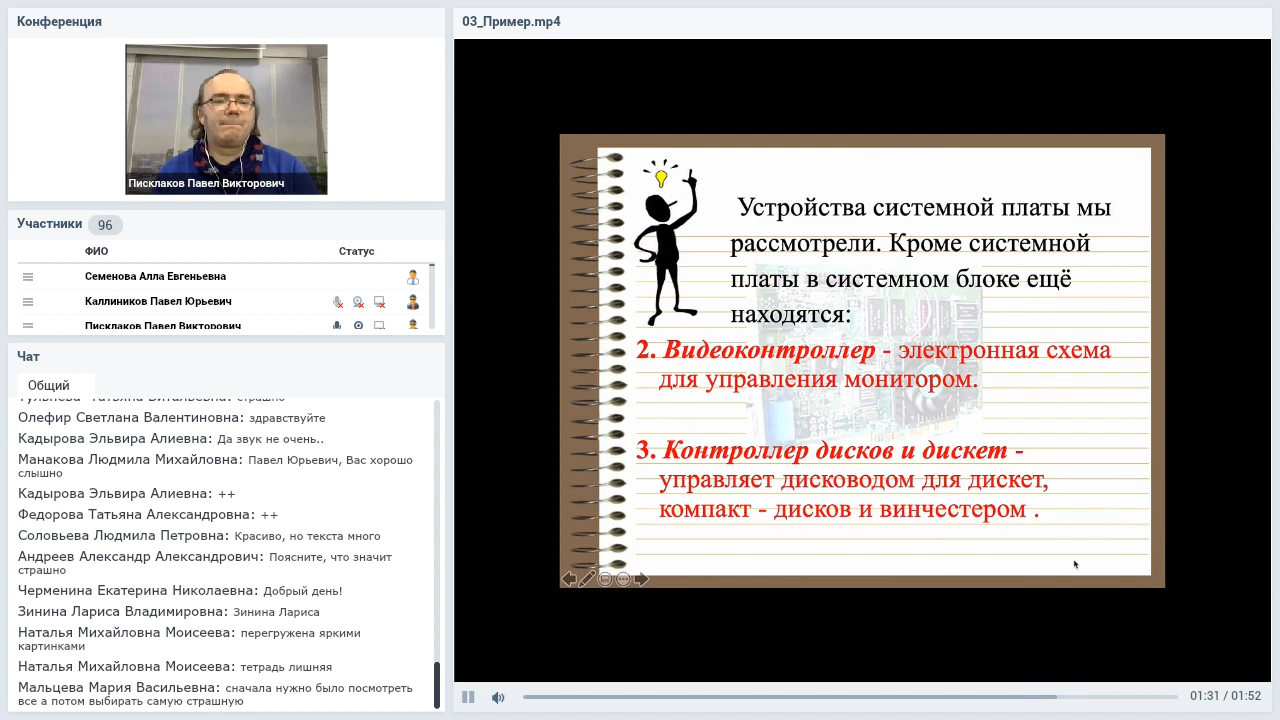 Конференция
Писклаков Павел Викторович
Участники 96
ФИО Статус
Семенова Алла Евгеньевна
Каллиников Павел Юрьевич
Писклаков Павел Викторович
Чат
Общий
Олефир Светлана Валентиновна: здравствуйте
Кадырова Эльвира Алиевна: Да звук не очень..
Манакова Людмила Михайловна: Павел Юрьевич, Вас хорошо
слышно
Кадырова Эльвира Алиевна: ++
Федорова Татьяна Александровна: ++
Соловьева Людмила Петровна: Красиво, но текста много
Андреев Александр Александрович: Поясните, что значит
страшно
Черменина Екатерина Николаевна: Добрый день!
Зинина Лариса Владимировна: Зинина Лариса
Наталья Михайловна Моисеева: перегружена яркими
картинками
Наталья Михайловна Моисеева: тетрадь лишняя
Мальцева Мария Васильевна: сначала нужно было посмотреть
все а потом выбирать самую страшную
03_Пример.mp4
Устройства системной платы мы
рассмотрели. Кроме системной
платы в системном блоке ещё
находятся:
2. Видеоконтроллер - электронная схема
для управления монитором.
3. Контроллер дисков и дискет -
управляет дисководом для дискет,
компакт - дисков и винчестером .
01:31 / 01:52